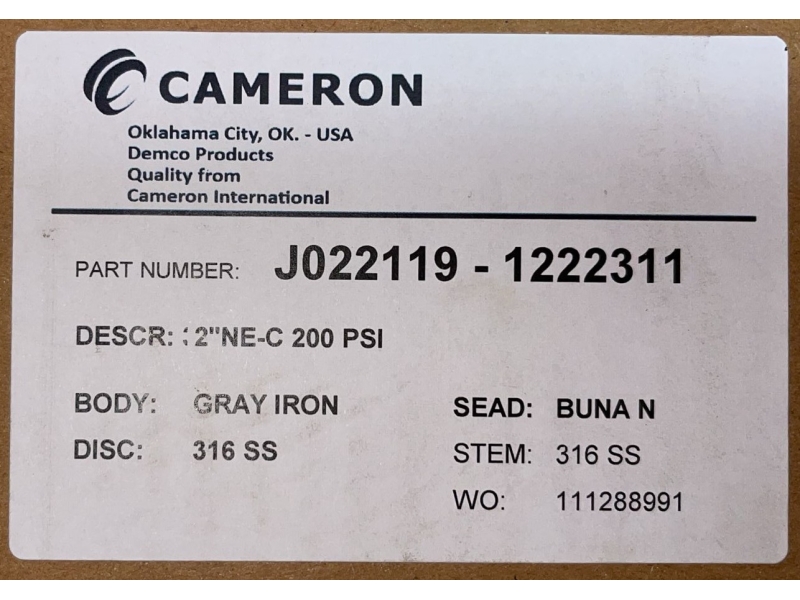 CAMERON
Oklahoma City, OK. - USA
Demco Products
Quality from
Cameron International
PART NUMBER: J022119 - 1222311
DESCR: 2"NE-C 200 PSI
BODY: GRAY IRON SEAD: BUNA N
DISC: 316 SS STEM: 316 SS
WO: 111288991